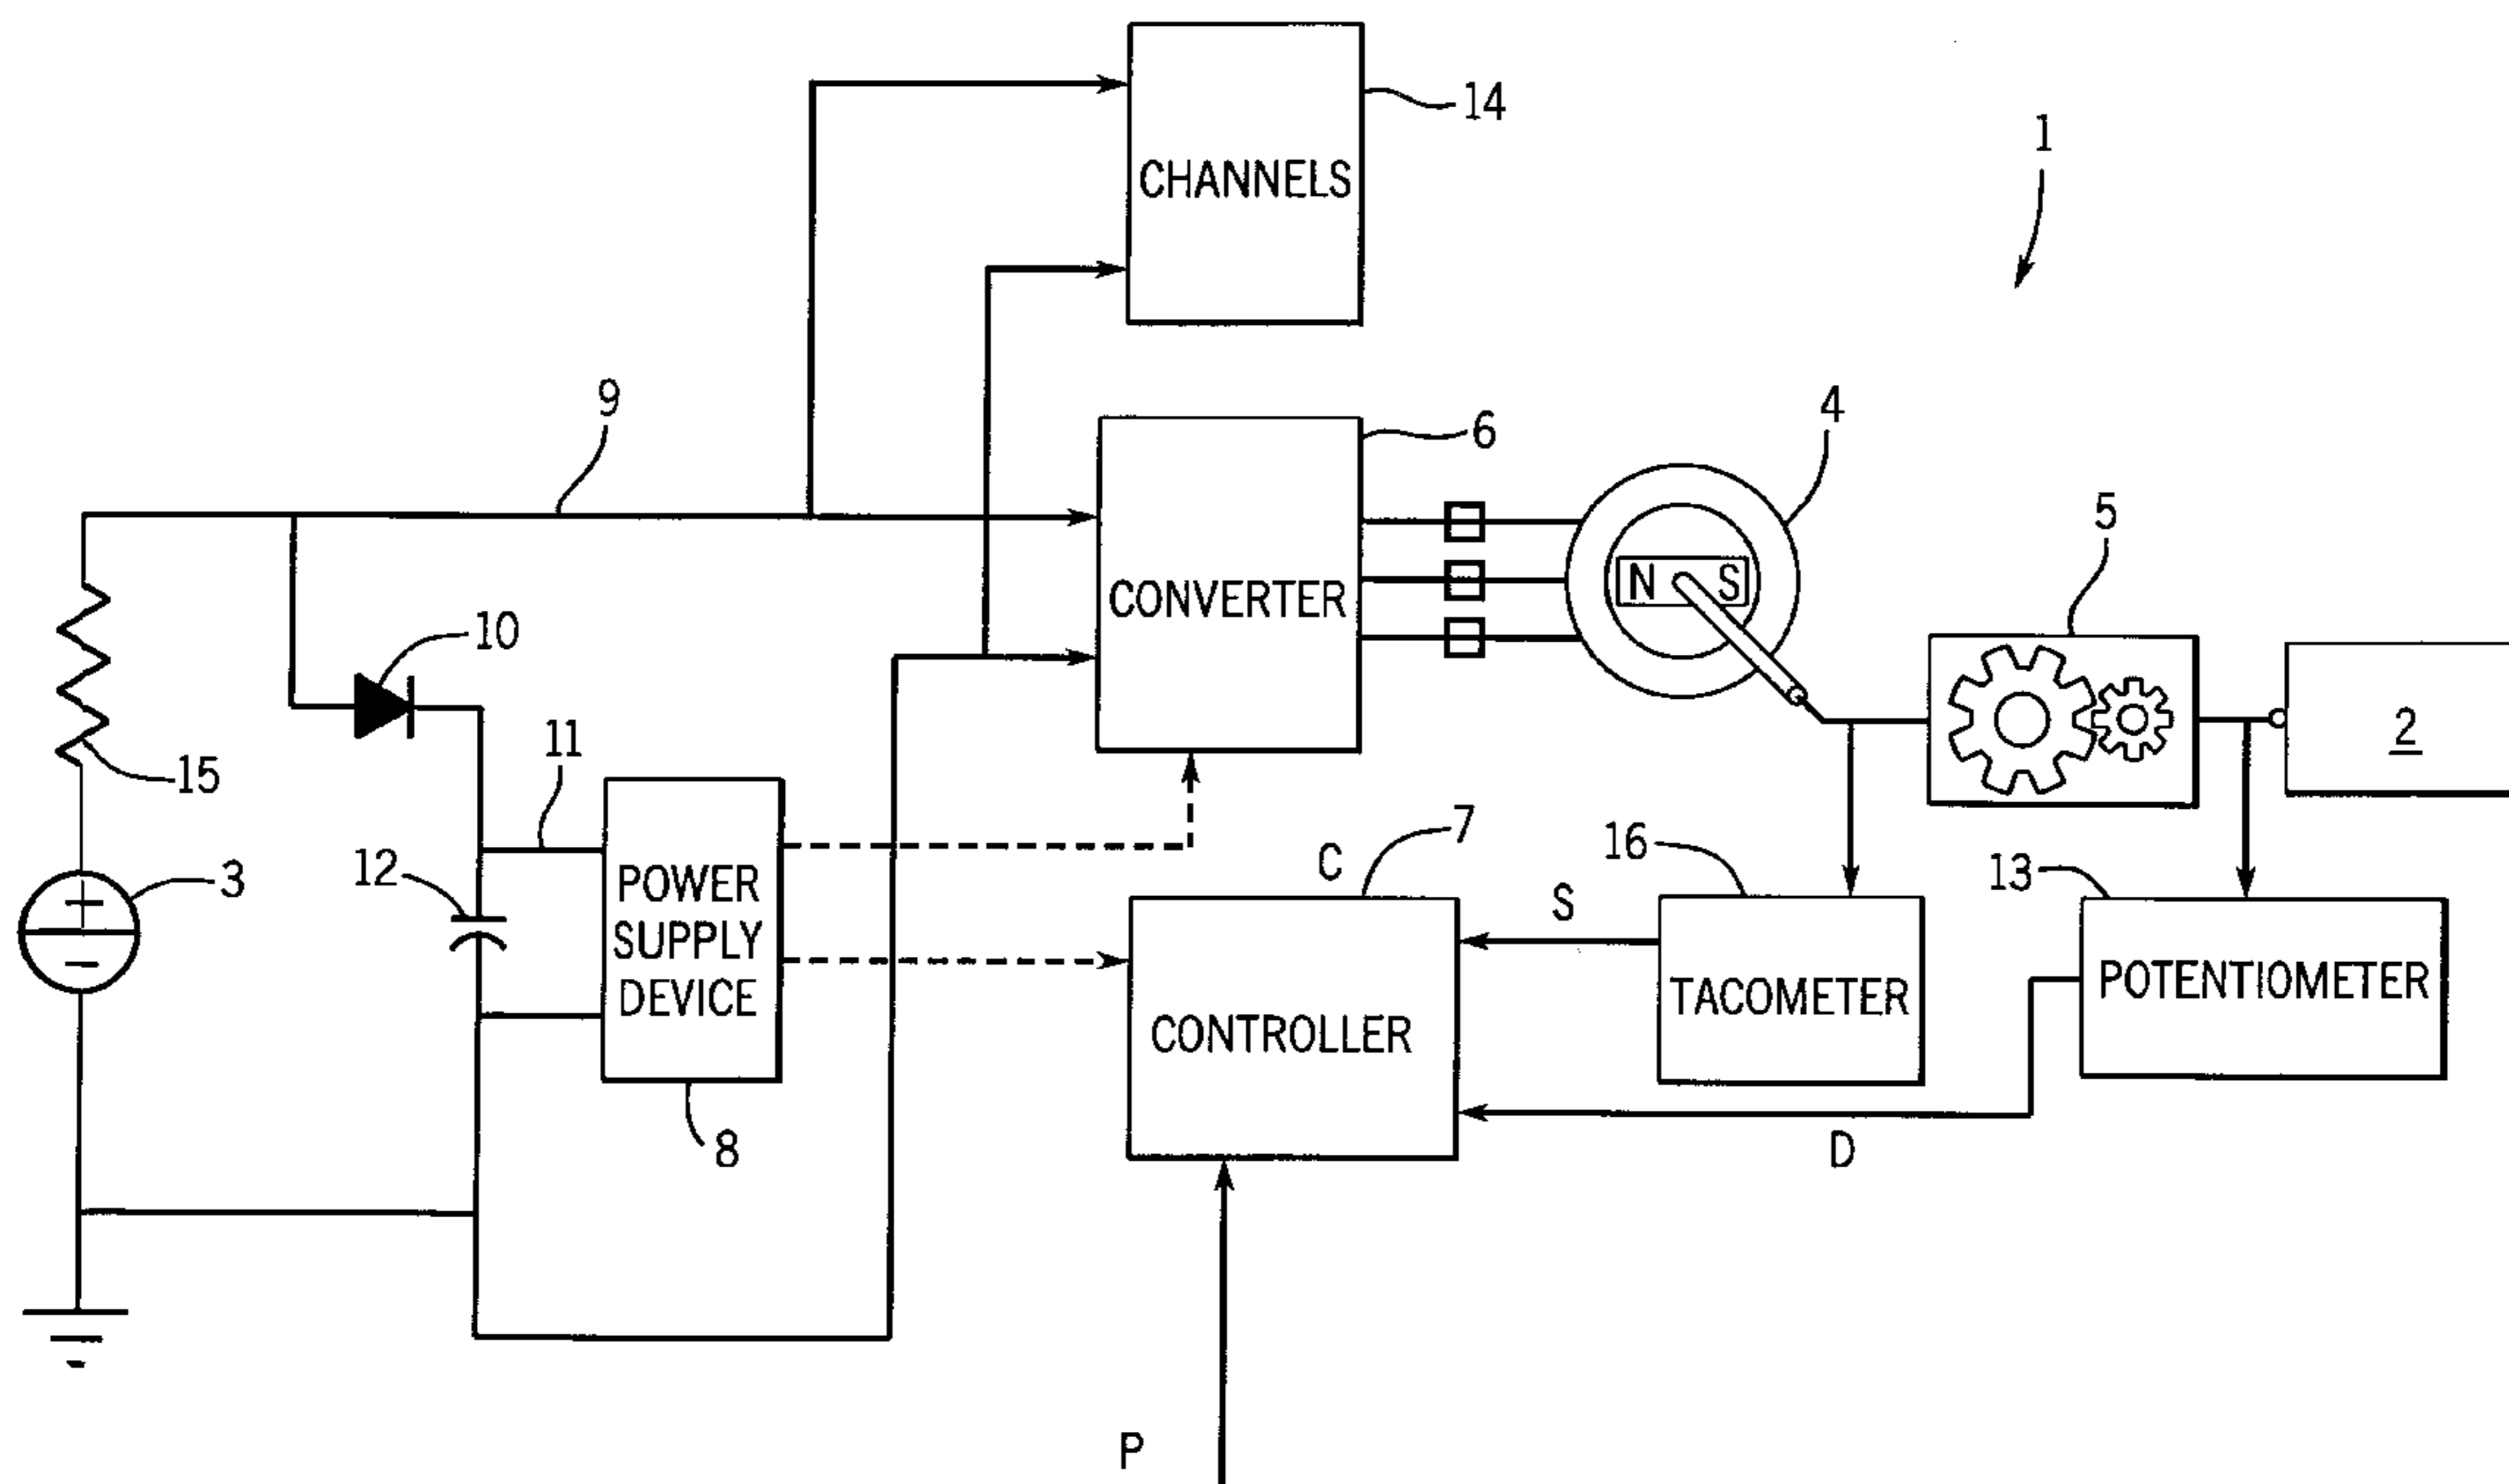 14
CHANNELS
1
9
4
6
5
N S
CONVERTER
10
2
11
15
7
16
C
12
3
S
13
POWER
SUPPLY
DEVICE
POTENTIOMETER
TACOMETER
CONTROLLER
8
D
P
+
−